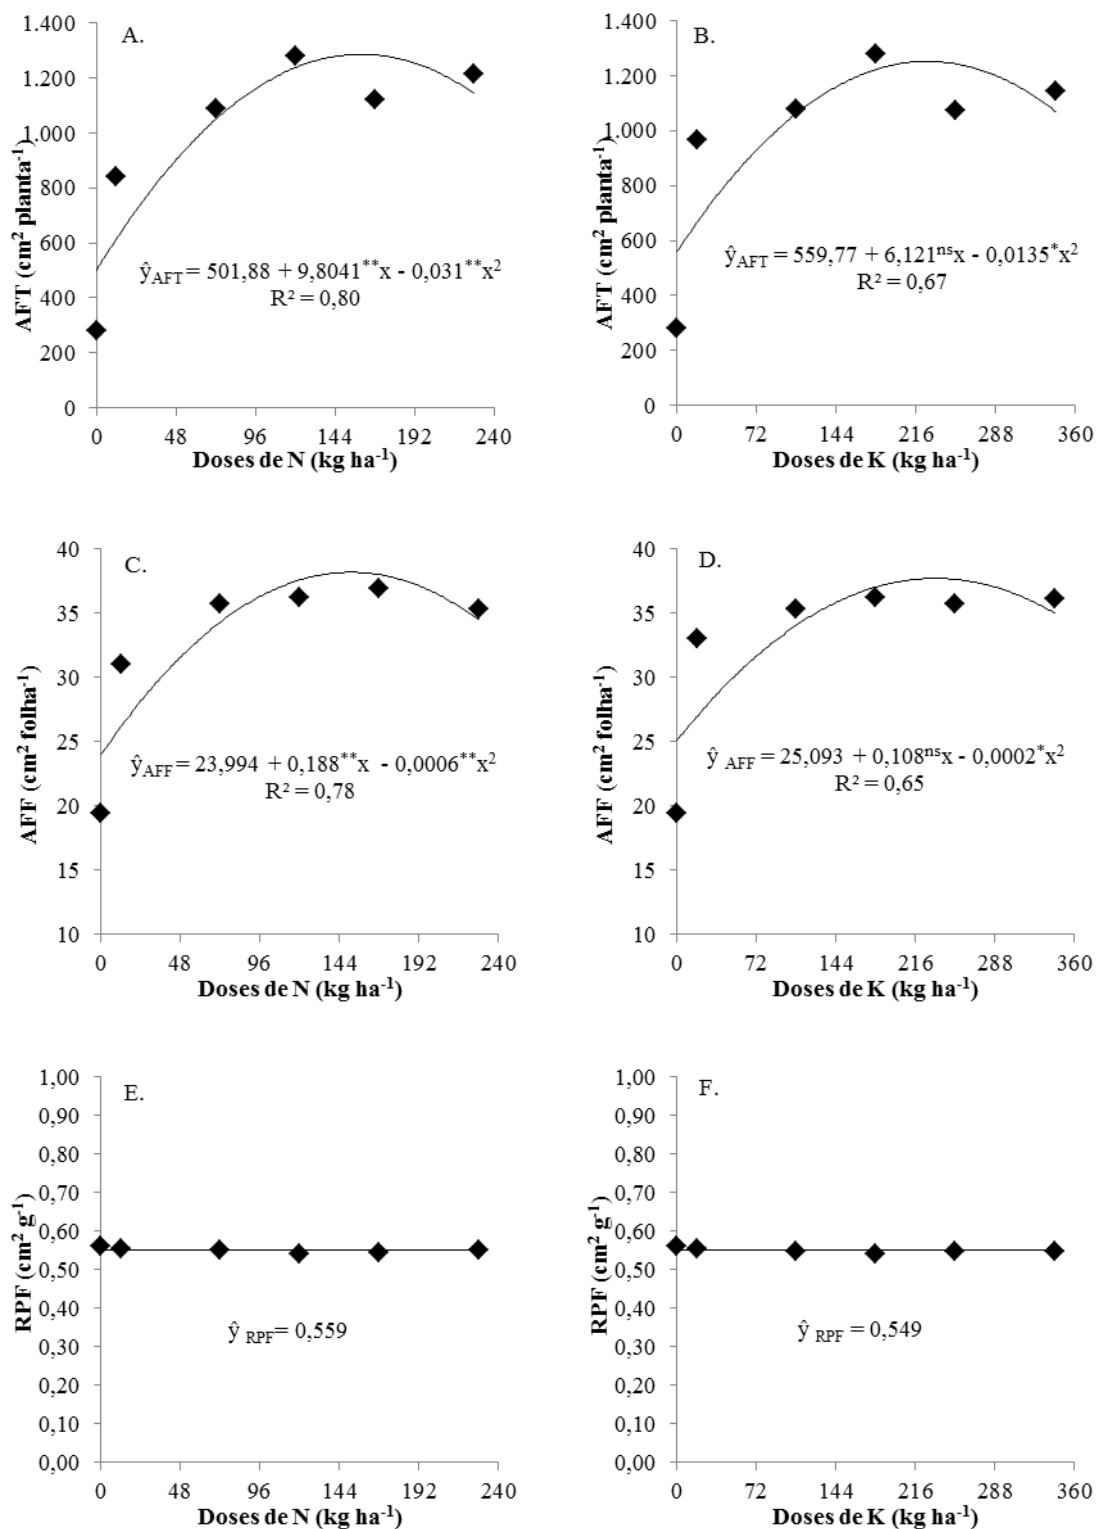 A.
AFT (cm² planta⁻¹)
1.400
1.200
1.000
800
600
400
200
0
ŷAFT = 501,88 + 9,8041**x - 0,031**x²
R² = 0,80
0 48 96 144 192 240
Doses de N (kg ha⁻¹)
B.
AFT (cm² planta⁻¹)
1.400
1.200
1.000
800
600
400
200
0
ŷAFT = 559,77 + 6,121ⁿˢx - 0,0135*x²
R² = 0,67
0 72 144 216 288 360
Doses de K (kg ha⁻¹)
C.
AFF (cm² folha⁻¹)
40
35
30
25
20
15
10
ŷAFF = 23,994 + 0,188**x - 0,0006**x²
R² = 0,78
0 48 96 144 192 240
Doses de N (kg ha⁻¹)
D.
AFF (cm² folha⁻¹)
40
35
30
25
20
15
10
ŷ AFF = 25,093 + 0,108ⁿˢx - 0,0002*x²
R² = 0,65
0 72 144 216 288 360
Doses de K (kg ha⁻¹)
E.
RPF (cm² g⁻¹)
1,00
0,90
0,80
0,70
0,60
0,50
0,40
0,30
0,20
0,10
0,00
ŷ RPF = 0,559
0 48 96 144 192 240
Doses de N (kg ha⁻¹)
F.
RPF (cm² g⁻¹)
1,00
0,90
0,80
0,70
0,60
0,50
0,40
0,30
0,20
0,10
0,00
ŷ RPF = 0,549
0 72 144 216 288 360
Doses de K (kg ha⁻¹)